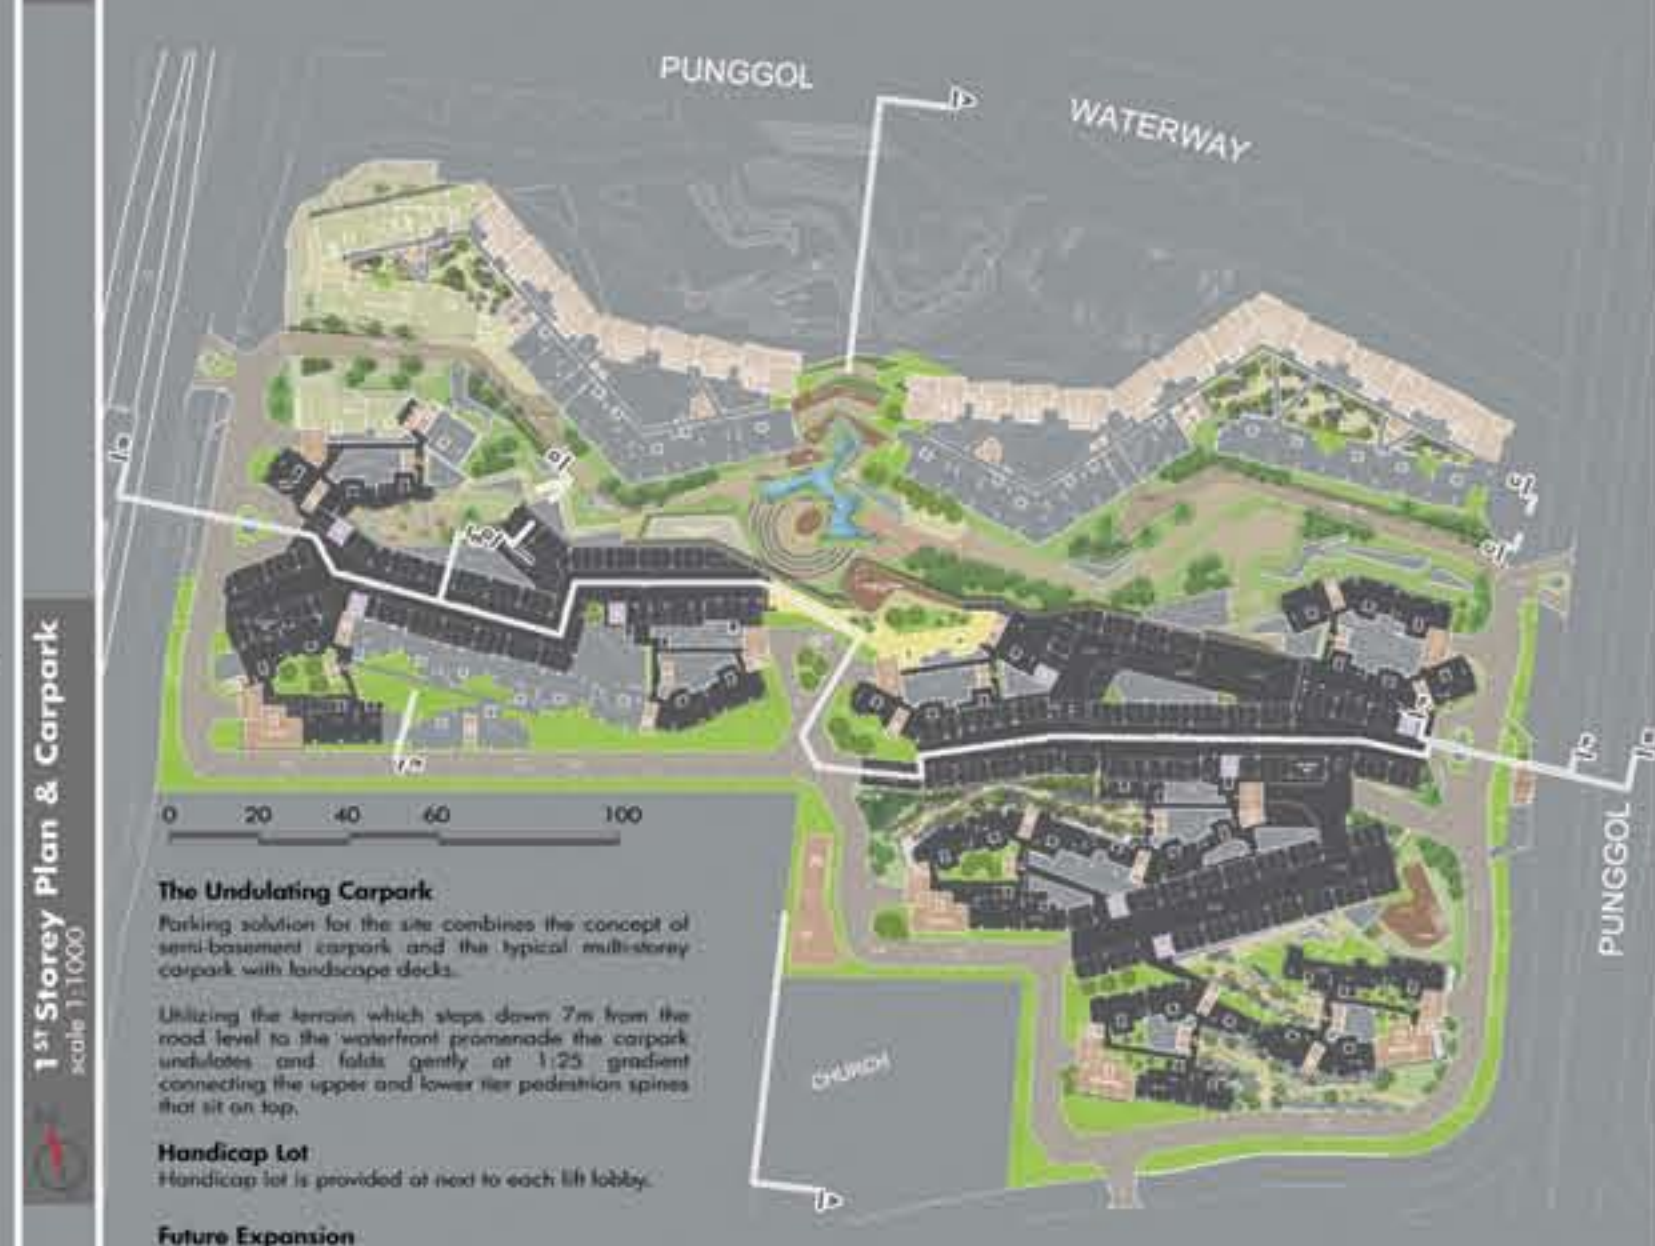 PUNGGOL
WATERWAY
1ST Storey Plan & Carpark
scale 1:1000
0 20 40 60 100
The Undulating Carpark
Parking solution for the site combines the concept of
semi-basement carpark and the typical multi-storey
carpark with landscape decks.
Utilizing the terrain which steps down 7m from the
road level to the waterfront promenade the carpark
undulates and folds gently at 1:25 gradient
connecting the upper and lower tier pedestrian spines
that sit on top.
Handicap Lot
Handicap lot is provided at next to each lift lobby.
Future Expansion
CHURCH
PUNGGOL